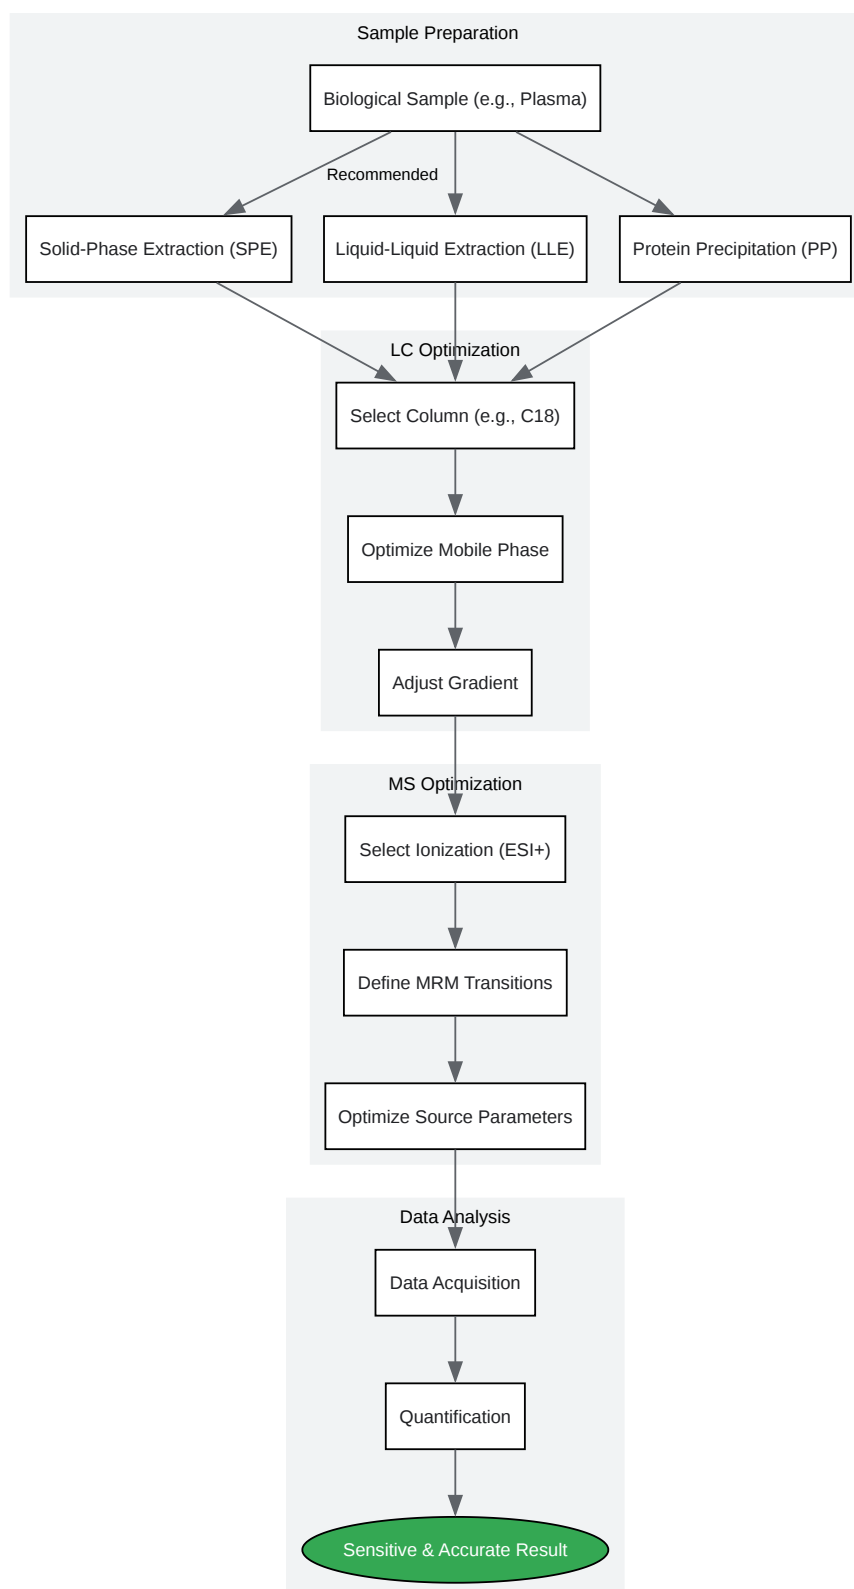 Sample Preparation
Biological Sample (e.g., Plasma)
Recommended
Solid-Phase Extraction (SPE)
Liquid-Liquid Extraction (LLE)
Protein Precipitation (PP)
LC Optimization
Select Column (e.g., C18)
Optimize Mobile Phase
Adjust Gradient
MS Optimization
Select Ionization (ESI+)
Define MRM Transitions
Optimize Source Parameters
Data Analysis
Data Acquisition
Quantification
Sensitive & Accurate Result